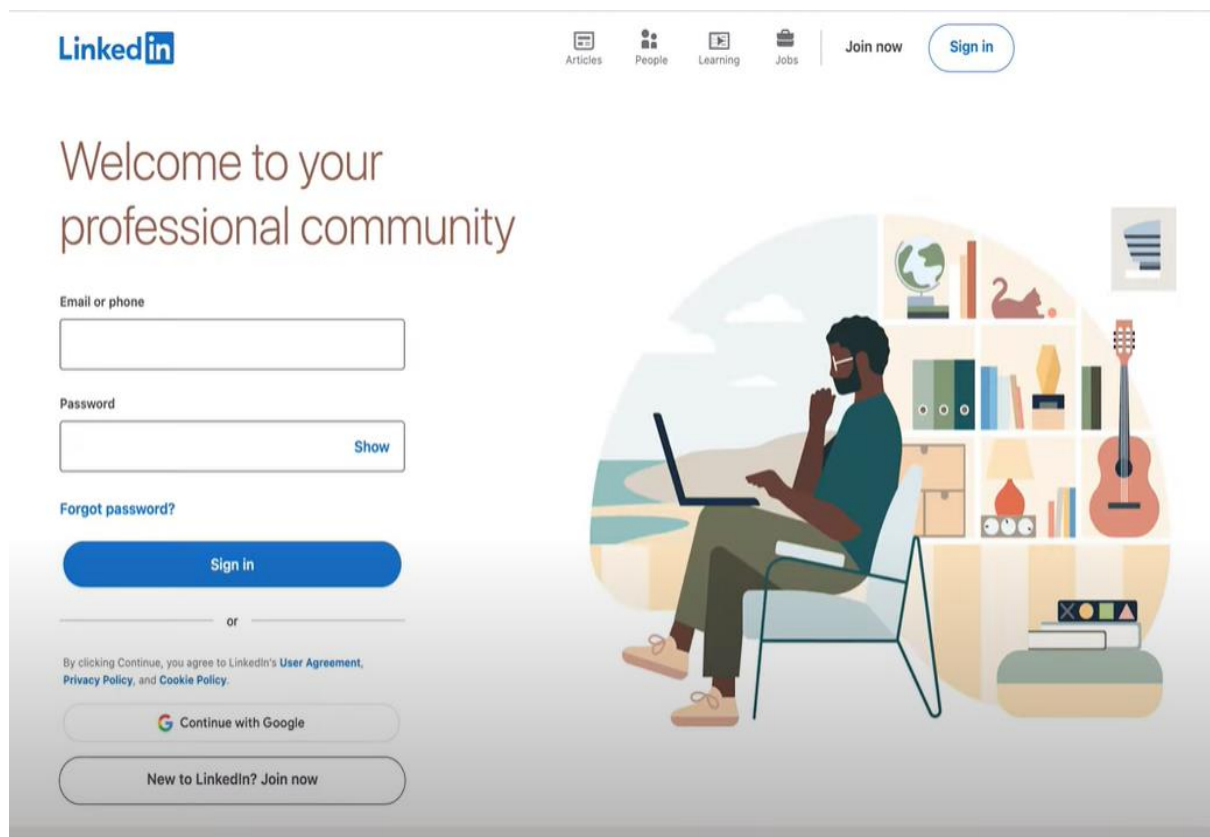 Linked in
Articles
People
Learning
Jobs
Join now
Sign in
Welcome to your
professional community
Email or phone
Password
Show
Forgot password?
Sign in
or
By clicking Continue, you agree to LinkedIn's User Agreement,
Privacy Policy, and Cookie Policy.
Continue with Google
New to LinkedIn? Join now